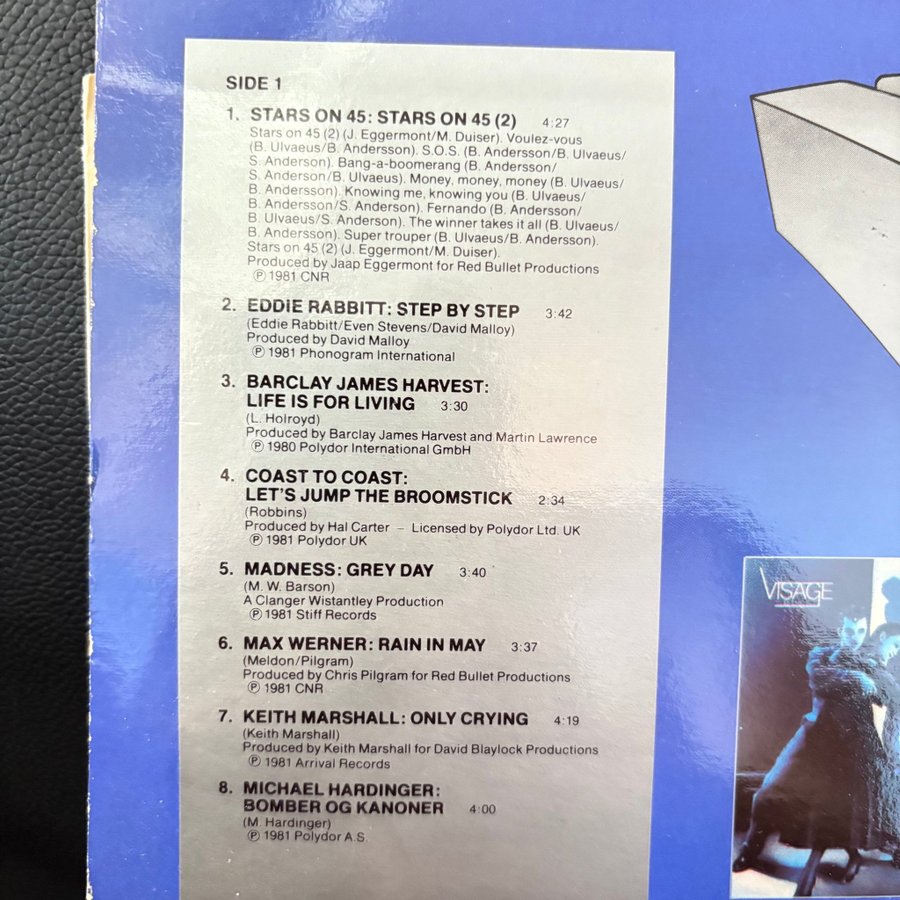 SIDE 1
1. STARS ON 45: STARS ON 45 (2) 4:27
Stars on 45 (2) (J. Eggermont/M. Duiser). Voulez-vous
(B. Ulvaeus/B. Andersson). S.O.S. (B. Andersson/B. Ulvaeus/
S. Anderson). Bang-a-boomerang (B. Andersson/
S. Anderson/B. Ulvaeus). Money, money, money (B. Ulvaeus/
B. Andersson). Knowing me, knowing you (B. Ulvaeus/
B. Andersson/S. Anderson). Fernando (B. Andersson/
B. Ulvaeus/S. Anderson). The winner takes it all (B. Ulvaeus/
B. Andersson). Super trouper (B. Ulvaeus/B. Andersson).
Stars on 45 (2) (J. Eggermont/M. Duiser).
Produced by Jaap Eggermont for Red Bullet Productions
℗ 1981 CNR
2. EDDIE RABBITT: STEP BY STEP 3:42
(Eddie Rabbitt/Even Stevens/David Malloy)
Produced by David Malloy
℗ 1981 Phonogram International
3. BARCLAY JAMES HARVEST:
LIFE IS FOR LIVING 3:30
(L. Holroyd)
Produced by Barclay James Harvest and Martin Lawrence
℗ 1980 Polydor International GmbH
4. COAST TO COAST:
LET'S JUMP THE BROOMSTICK 2:34
(Robbins)
Produced by Hal Carter – Licensed by Polydor Ltd. UK
℗ 1981 Polydor UK
5. MADNESS: GREY DAY 3:40
(M. W. Barson)
A Clanger Wistantley Production
℗ 1981 Stiff Records
6. MAX WERNER: RAIN IN MAY 3:37
(Meldon/Pilgram)
Produced by Chris Pilgram for Red Bullet Productions
℗ 1981 CNR
7. KEITH MARSHALL: ONLY CRYING 4:19
(Keith Marshall)
Produced by Keith Marshall for David Blaylock Productions
℗ 1981 Arrival Records
8. MICHAEL HARDINGER:
BOMBER OG KANONER 4:00
(M. Hardinger)
℗ 1981 Polydor A.S.
VISAGE